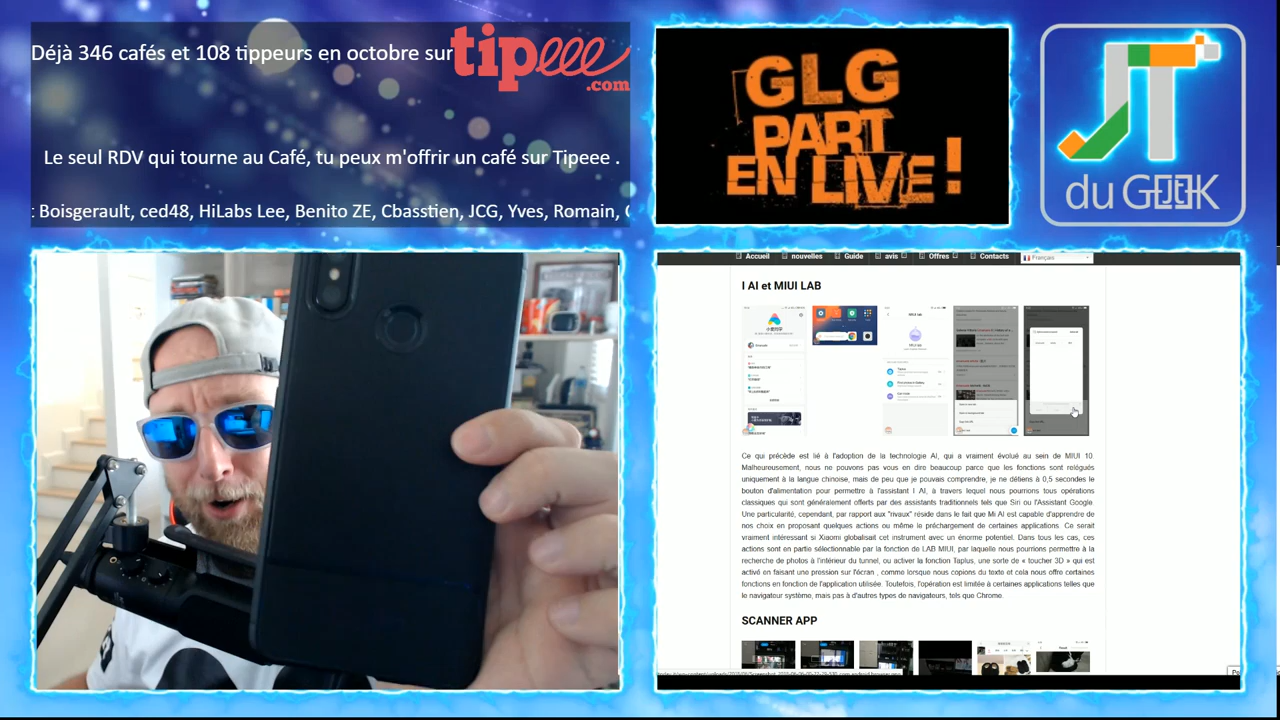 Déjà 346 cafés et 108 tippeurs en octobre sur
tipeee
.com
Le seul RDV qui tourne au Café, tu peux m'offrir un café sur Tipeee .
: Boisgerault, ced48, HiLabs Lee, Benito ZE, Cbasstien, JCG, Yves, Romain,
GLG
PART
EN LIVE !
JT
du GEEK
Accueil nouvelles Guide avis Offres Contacts Français
I AI et MIUI LAB
Ce qui précède est lié à l'adoption de la technologie AI, qui a vraiment évolué au sein de MIUI 10.
Malheureusement, nous ne pouvons pas vous en dire beaucoup parce que les fonctions sont relégués
uniquement à la langue chinoise, mais de peu que je pouvais comprendre, je ne détiens à 0,5 secondes le
bouton d'alimentation pour permettre à l'assistant I AI, à travers lequel nous pourrions tous opérations
classiques qui sont généralement offerts par des assistants traditionnels tels que Siri ou l'Assistant Google.
Une particularité, cependant, par rapport aux "rivaux" réside dans le fait que Mi AI est capable d'apprendre de
nos choix en proposant quelques actions ou même le préchargement de certaines applications. Ce serait
vraiment intéressant si Xiaomi globalisait cet instrument avec un énorme potentiel. Dans tous les cas, ces
actions sont en partie sélectionnable par la fonction de LAB MIUI, par laquelle nous pourrions permettre à la
recherche de photos à l'intérieur du tunnel, ou activer la fonction Taplus, une sorte de « toucher 3D » qui est
activé en faisant une pression sur l'écran , comme lorsque nous copions du texte et cela nous offre certaines
fonctions en fonction de l'application utilisée. Toutefois, l'opération est limitée à certaines applications telles que
le navigateur système, mais pas à d'autres types de navigateurs, tels que Chrome.
SCANNER APP